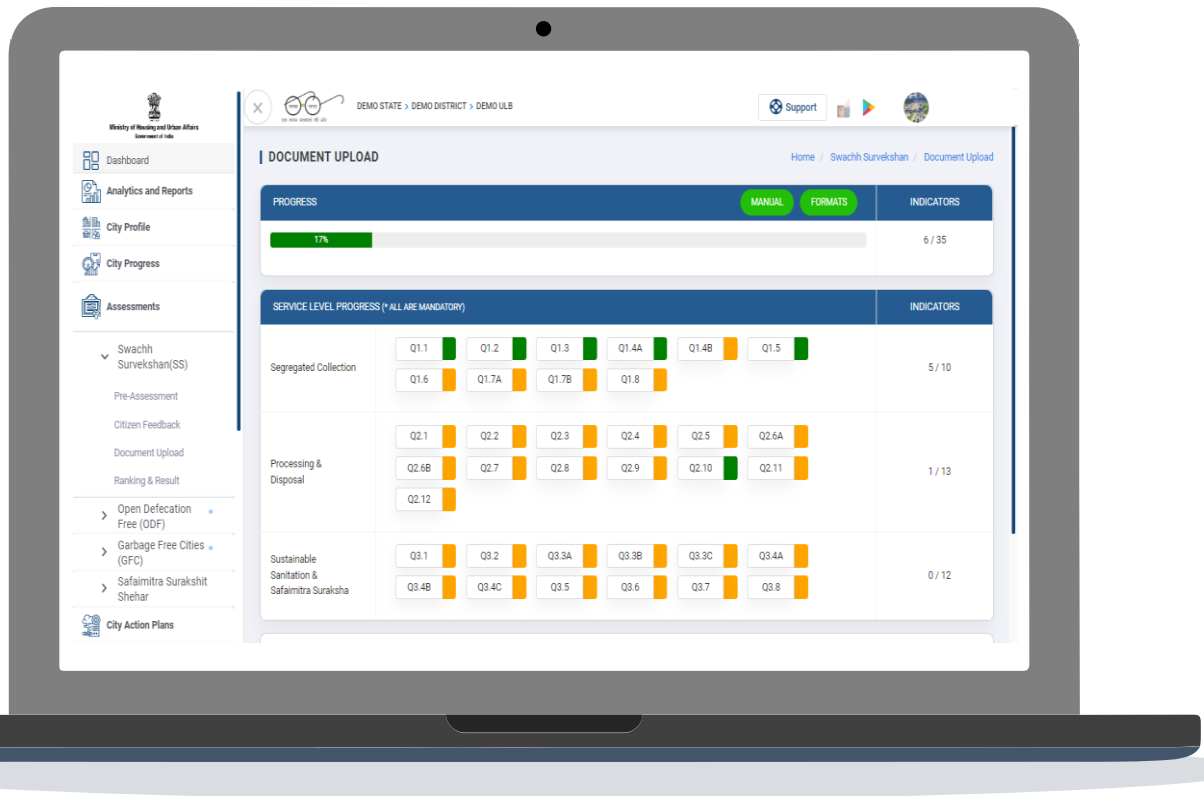 Ministry of Housing and Urban Affairs
Government of India
Dashboard
Analytics and Reports
City Profile
City Progress
Assessments
Swachh
Survekshan(SS)
Pre-Assessment
Citizen Feedback
Document Upload
Ranking & Result
Open Defecation
Free (ODF)
Garbage Free Cities
(GFC)
Safaimitra Surakshit
Shehar
City Action Plans
DEMO STATE > DEMO DISTRICT > DEMO ULB
Support
DOCUMENT UPLOAD
Home / Swachh Survekshan / Document Upload
PROGRESS MANUAL FORMATS INDICATORS
17% 6 / 35
SERVICE LEVEL PROGRESS (* ALL ARE MANDATORY) INDICATORS
Segregated Collection
Q1.1 Q1.2 Q1.3 Q1.4A Q1.4B Q1.5
Q1.6 Q1.7A Q1.7B Q1.8
5 / 10
Processing &
Disposal
Q2.1 Q2.2 Q2.3 Q2.4 Q2.5 Q2.6A
Q2.6B Q2.7 Q2.8 Q2.9 Q2.10 Q2.11
Q2.12
1 / 13
Sustainable
Sanitation &
Safaimitra Suraksha
Q3.1 Q3.2 Q3.3A Q3.3B Q3.3C Q3.4A
Q3.4B Q3.4C Q3.5 Q3.6 Q3.7 Q3.8
0 / 12